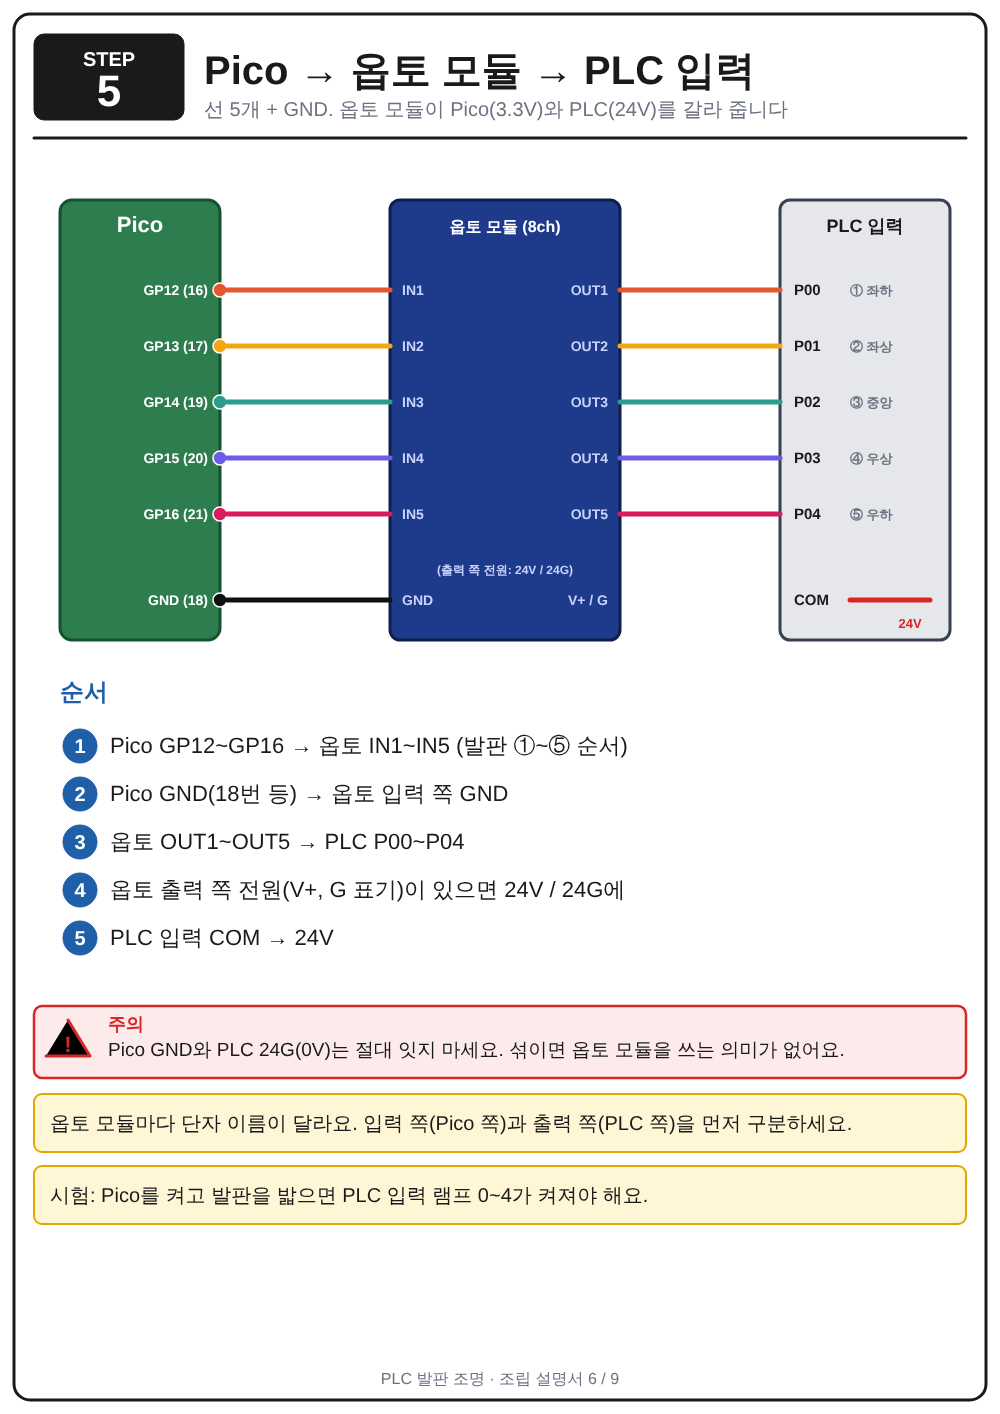 STEP
5
Pico → 옵토 모듈 → PLC 입력
선 5개 + GND. 옵토 모듈이 Pico(3.3V)와 PLC(24V)를 갈라 줍니다
Pico
옵토 모듈 (8ch)
PLC 입력
GP12 (16) IN1 OUT1 P00 ① 좌하
GP13 (17) IN2 OUT2 P01 ② 좌상
GP14 (19) IN3 OUT3 P02 ③ 중앙
GP15 (20) IN4 OUT4 P03 ④ 우상
GP16 (21) IN5 OUT5 P04 ⑤ 우하
(출력 쪽 전원: 24V / 24G)
GND (18) GND V+ / G COM
24V
순서
1 Pico GP12~GP16 → 옵토 IN1~IN5 (발판 ①~⑤ 순서)
2 Pico GND(18번 등) → 옵토 입력 쪽 GND
3 옵토 OUT1~OUT5 → PLC P00~P04
4 옵토 출력 쪽 전원(V+, G 표기)이 있으면 24V / 24G에
5 PLC 입력 COM → 24V
! 주의
Pico GND와 PLC 24G(0V)는 절대 잇지 마세요. 섞이면 옵토 모듈을 쓰는 의미가 없어요.
옵토 모듈마다 단자 이름이 달라요. 입력 쪽(Pico 쪽)과 출력 쪽(PLC 쪽)을 먼저 구분하세요.
시험: Pico를 켜고 발판을 밟으면 PLC 입력 램프 0~4가 켜져야 해요.
PLC 발판 조명 · 조립 설명서 6 / 9